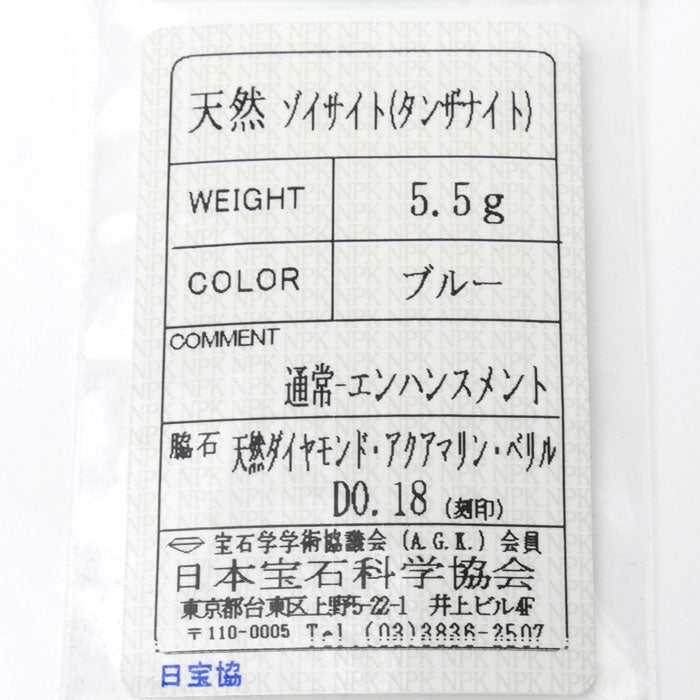 天然 ゾイサイト(タンザナイト)
WEIGHT 5.5g
COLOR ブルー
COMMENT
通常-エンハンスメント
脇石 天然ダイヤモンド・アクアマリン・ベリル
D0.18 (刻印)
宝石学学術協議会 (A.G.K.) 会員
日本宝石科学協会
東京都台東区上野5-22-1 井上ビル4F
〒110-0005 Tel (03)3836-2507
日宝協